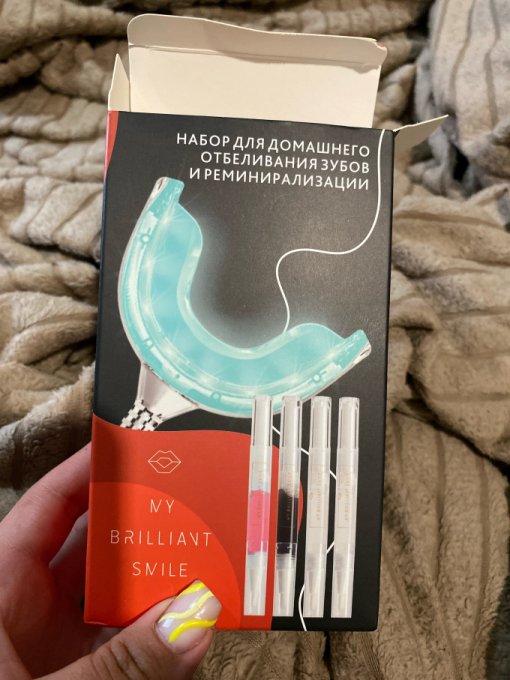 НАБОР ДЛЯ ДОМАШНЕГО
ОТБЕЛИВАНИЯ ЗУБОВ
И РЕМИНИРАЛИЗАЦИИ
MY
BRILLIANT
SMILE